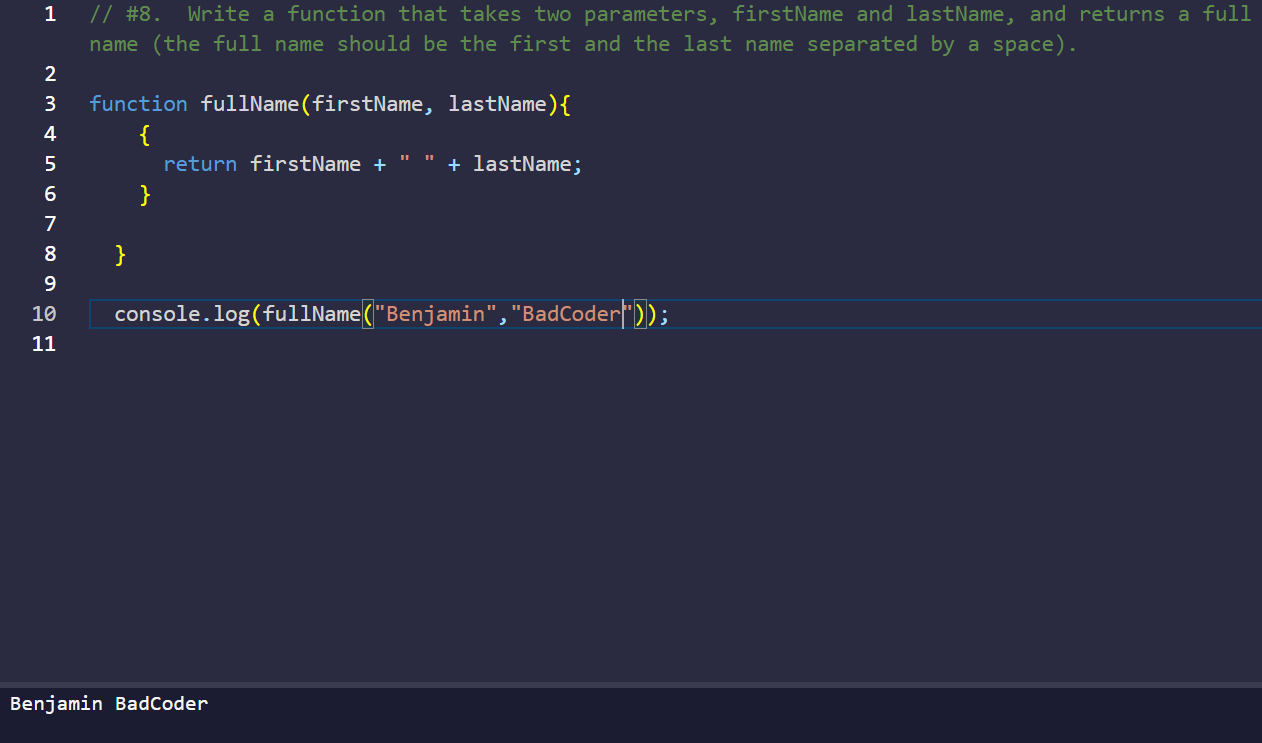 1 // #8.  Write a function that takes two parameters, firstName and lastName, and returns a full
name (the full name should be the first and the last name separated by a space).
2
3 function fullName(firstName, lastName){
4     {
5       return firstName + " " + lastName;
6     }
7
8   }
9
10   console.log(fullName("Benjamin","BadCoder"));
11
Benjamin BadCoder